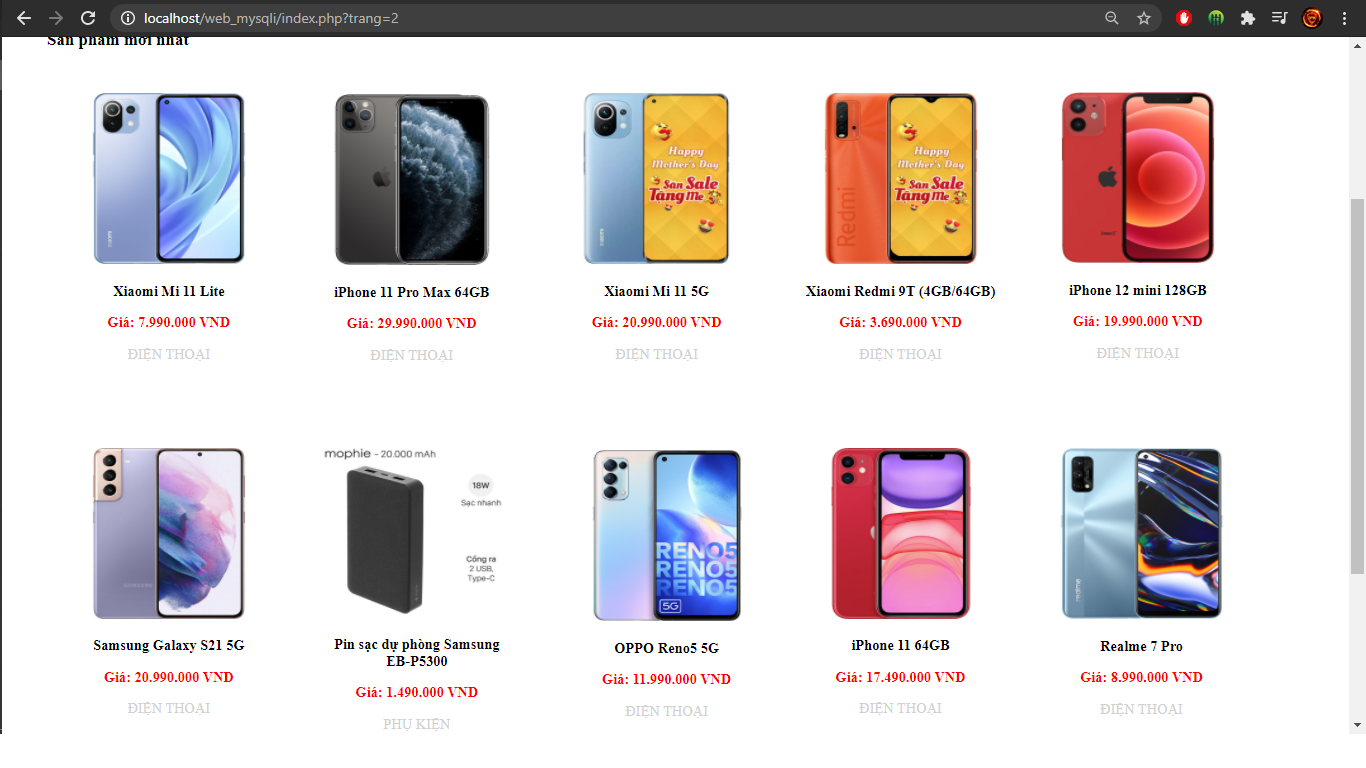 localhost/web_mysqli/index.php?trang=2
Sản phẩm mới nhất
Happy
Mother's Day
San Sale
Tặng Mẹ
Redmi
Happy
Mother's Day
San Sale
Tặng Mẹ
Xiaomi Mi 11 Lite
iPhone 11 Pro Max 64GB
Xiaomi Mi 11 5G
Xiaomi Redmi 9T (4GB/64GB)
iPhone 12 mini 128GB
Giá: 7.990.000 VND
Giá: 29.990.000 VND
Giá: 20.990.000 VND
Giá: 3.690.000 VND
Giá: 19.990.000 VND
ĐIỆN THOẠI
ĐIỆN THOẠI
ĐIỆN THOẠI
ĐIỆN THOẠI
ĐIỆN THOẠI
SAMSUNG
mophie - 20.000 mAh
18W
Sạc nhanh
Cổng ra
2 USB,
Type-C
RENO5
RENO5
RENO5
5G
realme
Samsung Galaxy S21 5G
Pin sạc dự phòng Samsung
EB-P5300
OPPO Reno5 5G
iPhone 11 64GB
Realme 7 Pro
Giá: 20.990.000 VND
Giá: 1.490.000 VND
Giá: 11.990.000 VND
Giá: 17.490.000 VND
Giá: 8.990.000 VND
ĐIỆN THOẠI
PHỤ KIỆN
ĐIỆN THOẠI
ĐIỆN THOẠI
ĐIỆN THOẠI